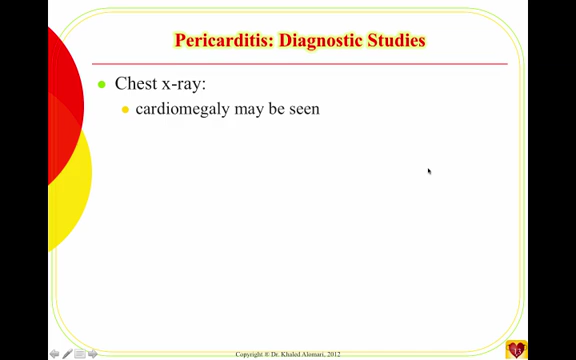 Pericarditis: Diagnostic Studies
Chest x-ray:
cardiomegaly may be seen
Copyright ® Dr. Khaled Alomari, 2012